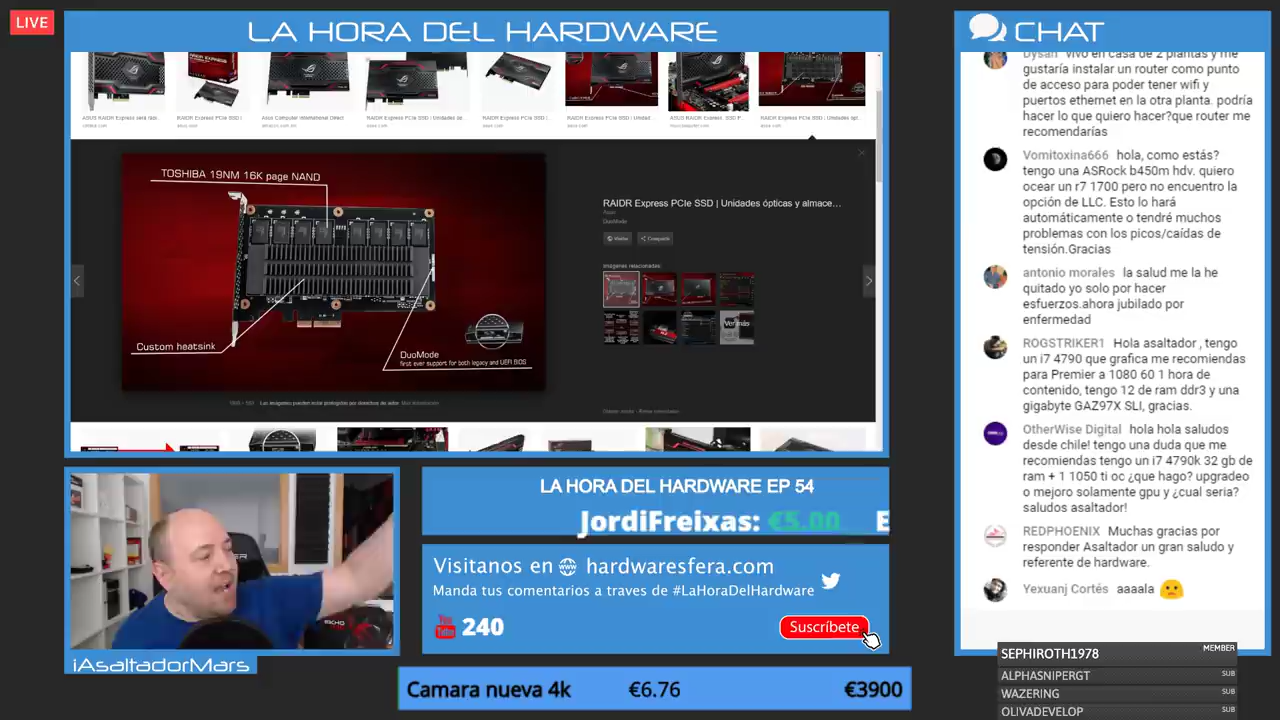 LIVE
LA HORA DEL HARDWARE
TOSHIBA 19NM 16K page NAND
Custom heatsink
DuoMode
first ever support for both legacy and UEFI BIOS
RAIDR Express PCIe SSD | Unidades ópticas y almace…
DuoMode
Visitar
Compartir
Imágenes relacionadas:
Ver más
CHAT
Dysan vivo en casa de 2 plantas y me
gustaría instalar un router como punto
de acceso para poder tener wifi y
puertos ethernet en la otra planta. podría
hacer lo que quiero hacer?que router me
recomendarías
Vomitoxina666 hola, como estás?
tengo una ASRock b450m hdv. quiero
ocear un r7 1700 pero no encuentro la
opción de LLC. Esto lo hará
automáticamente o tendré muchos
problemas con los picos/caídas de
tensión.Gracias
antonio morales la salud me la he
quitado yo solo por hacer
esfuerzos.ahora jubilado por
enfermedad
ROGSTRIKER1 Hola asaltador , tengo
un i7 4790 que grafica me recomiendas
para Premier a 1080 60 1 hora de
contenido, tengo 12 de ram ddr3 y una
gigabyte GAZ97X SLI, gracias.
OtherWise Digital hola hola saludos
desde chile! tengo una duda que me
recomiendas tengo un i7 4790k 32 gb de
ram + 1 1050 ti oc ¿que hago? upgradeo
o mejoro solamente gpu y ¿cual seria?
saludos asaltador!
REDPHOENIX Muchas gracias por
responder Asaltador un gran saludo y
referente de hardware.
Yexuanj Cortés aaaala
LA HORA DEL HARDWARE EP 54
JordiFreixas: €5.00 E
Visitanos en hardwaresfera.com
Manda tus comentarios a traves de #LaHoraDelHardware
You Tube 240
Suscríbete
iAsaltadorMars
Camara nueva 4k €6.76 €3900
SEPHIROTH1978 MEMBER
ALPHASNIPERGT SUB
WAZERING SUB
OLIVADEVELOP SUB